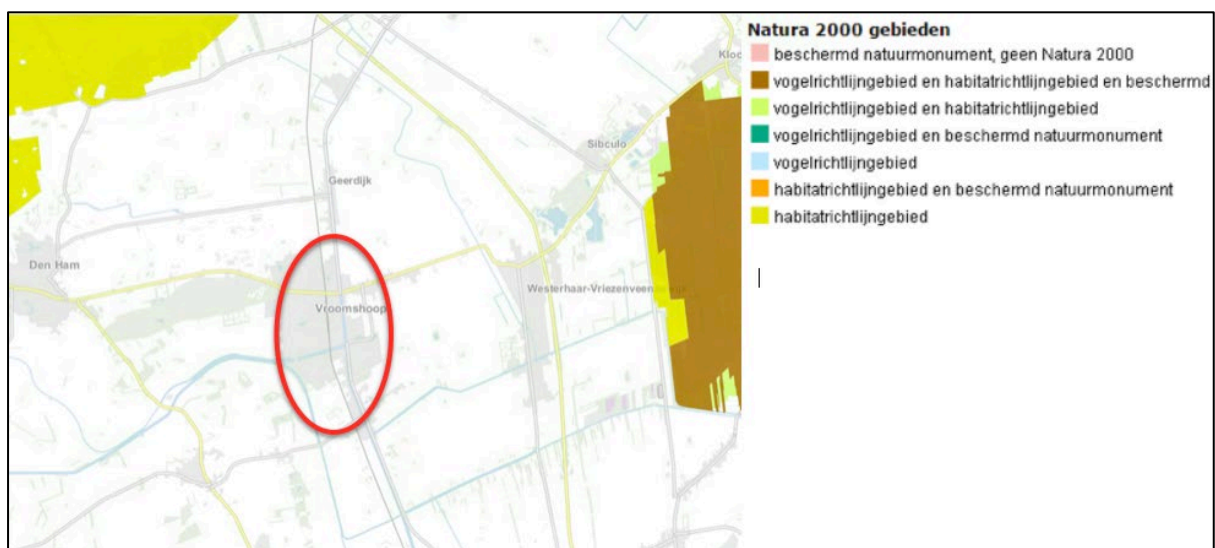 Natura 2000 gebieden
beschermd natuurmonument, geen Natura 2000
vogelrichtlijngebied en habitatrichtlijngebied en beschermd
vogelrichtlijngebied en habitatrichtlijngebied
vogelrichtlijngebied en beschermd natuurmonument
vogelrichtlijngebied
habitatrichtlijngebied en beschermd natuurmonument
habitatrichtlijngebied
Kloo
Sibculo
Geerdijk
Den Ham
Vroomshoop